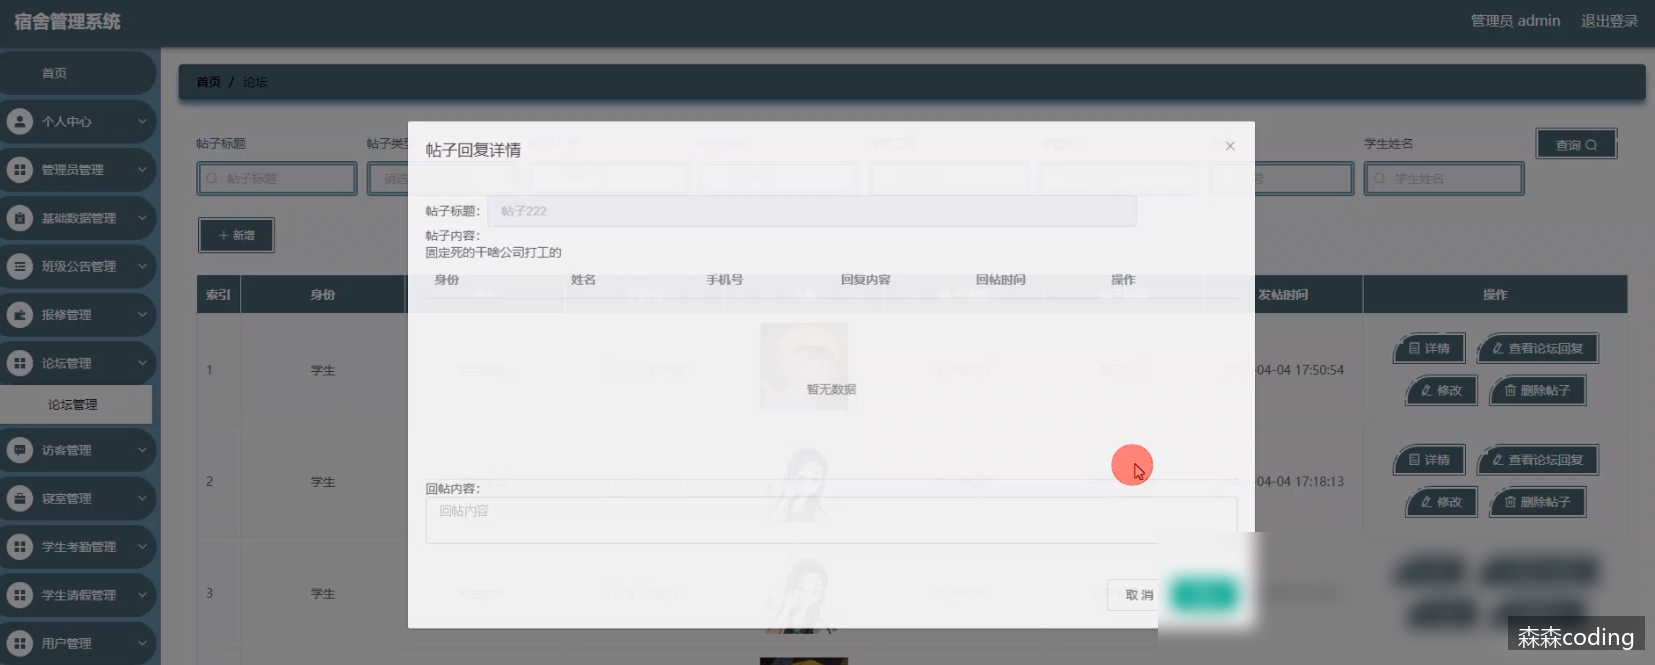 宿舍管理系统
管理员 admin 退出登录
首页
个人中心
管理员管理
基础数据管理
班级公告管理
报修管理
论坛管理
论坛管理
访客管理
寝室管理
学生考勤管理
学生请假管理
用户管理
首页 / 论坛
帖子标题 帖子类 学生姓名
帖子标题 请选 号 学生姓名
查询
+ 新增
索引 身份 发帖时间 操作
1 学生 -04-04 17:50:54 详情 查看论坛回复
修改 删除帖子
2 学生 -04-04 17:18:13 详情 查看论坛回复
修改 删除帖子
3 学生
帖子回复详情
帖子标题: 帖子222
帖子内容:
固定死的干啥公司打工的
身份 姓名 手机号 回复内容 回帖时间 操作
暂无数据
回帖内容:
回帖内容
取 消
森森coding